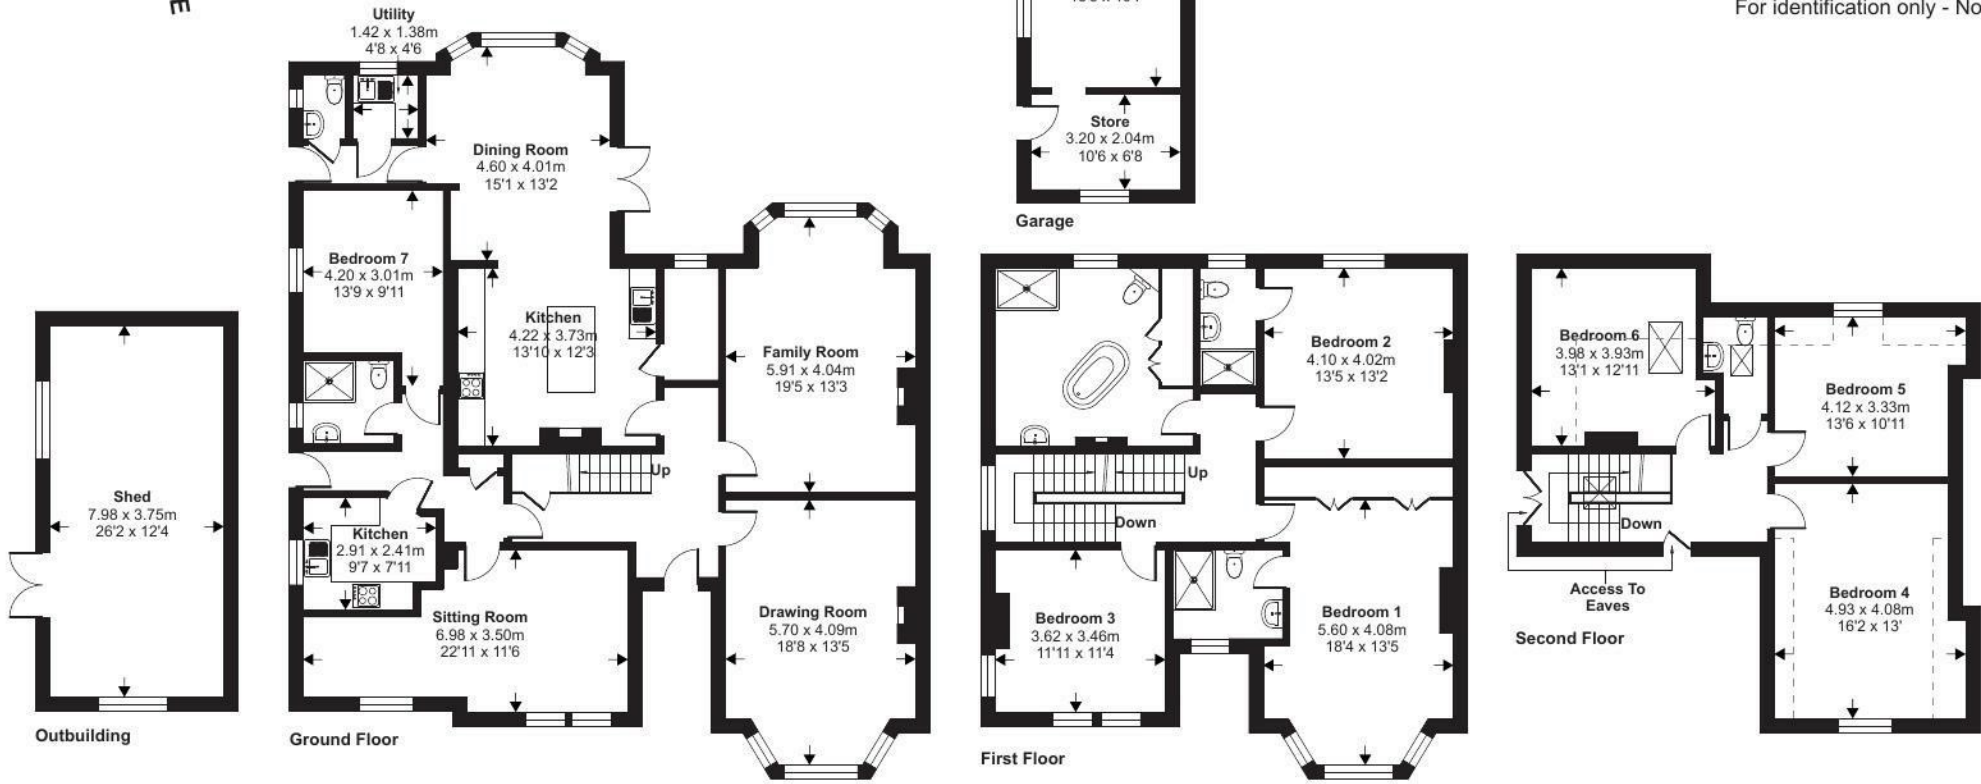 E
For identification only - No
Utility
1.42 x 1.38m
4'8 x 4'6
Dining Room
4.60 x 4.01m
15'1 x 13'2
Store
3.20 x 2.04m
10'6 x 6'8
Garage
Bedroom 7
4.20 x 3.01m
13'9 x 9'11
Kitchen
4.22 x 3.73m
13'10 x 12'3
Family Room
5.91 x 4.04m
19'5 x 13'3
Up
Shed
7.98 x 3.75m
26'2 x 12'4
Kitchen
2.91 x 2.41m
9'7 x 7'11
Sitting Room
6.98 x 3.50m
22'11 x 11'6
Drawing Room
5.70 x 4.09m
18'8 x 13'5
Outbuilding
Ground Floor
Bedroom 2
4.10 x 4.02m
13'5 x 13'2
Up
Down
Bedroom 3
3.62 x 3.46m
11'11 x 11'4
Bedroom 1
5.60 x 4.08m
18'4 x 13'5
First Floor
Bedroom 6
3.98 x 3.93m
13'1 x 12'11
Bedroom 5
4.12 x 3.33m
13'6 x 10'11
Down
Access To
Eaves
Bedroom 4
4.93 x 4.08m
16'2 x 13'
Second Floor